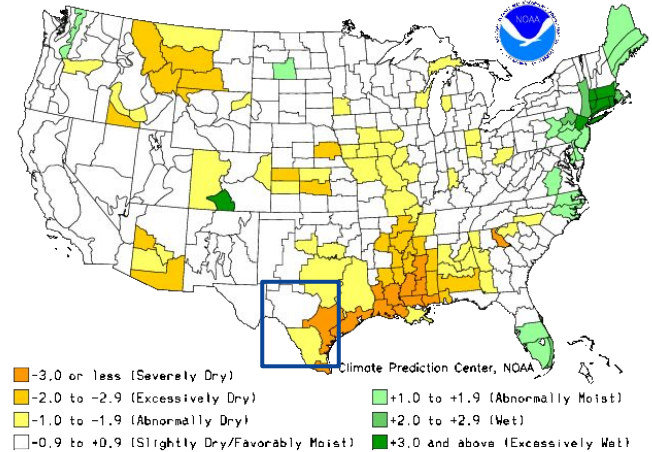 NOAA
Climate Prediction Center, NOAA
-3.0 or less (Severely Dry)
-2.0 to -2.9 (Excessively Dry)
-1.0 to -1.9 (Abnormally Dry)
-0.9 to +0.9 (Slightly Dry/Favorably Moist)
+1.0 to +1.9 (Abnormally Moist)
+2.0 to +2.9 (Wet)
+3.0 and above (Excessively Wet)